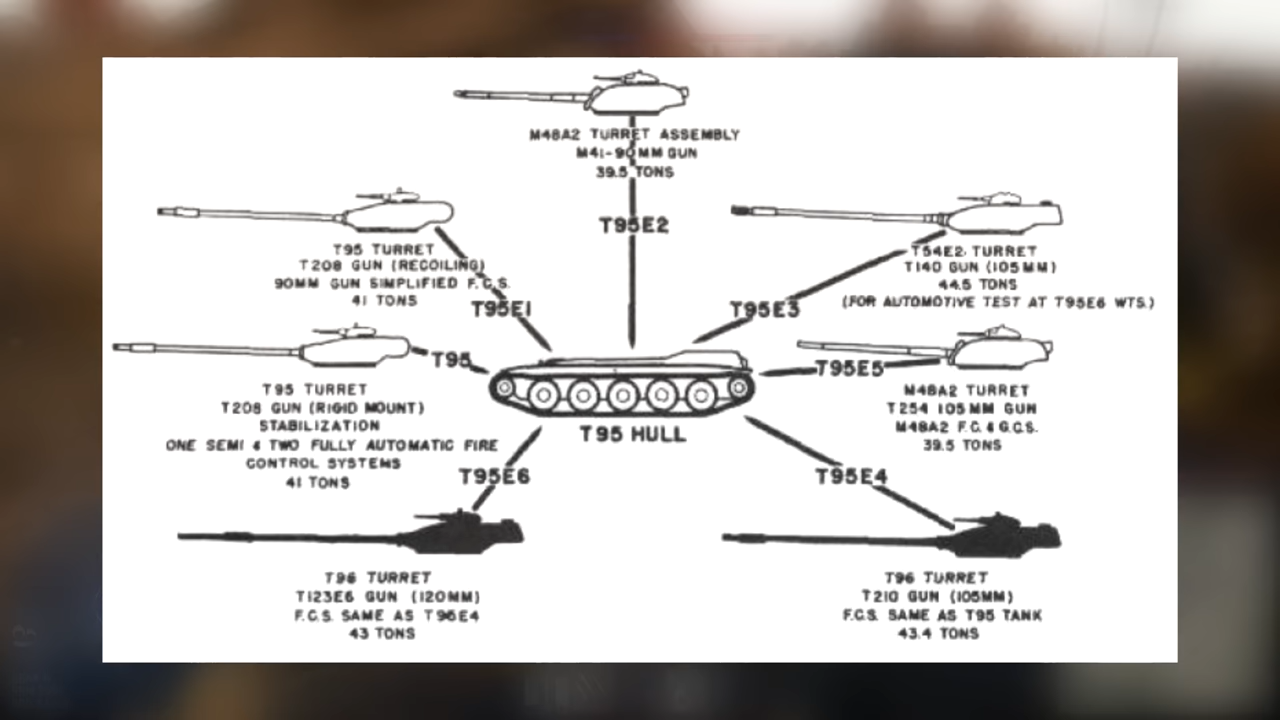 M48A2 TURRET ASSEMBLY
M41-90MM GUN
39.5 TONS
T95E2
T95 TURRET
T208 GUN (RECOILING)
90MM GUN SIMPLIFIED F.C.S.
41 TONS
T95E1
T54E2 TURRET
T140 GUN (105MM)
44.5 TONS
(FOR AUTOMOTIVE TEST AT T95E6 WTS.)
T95E3
T95
T95 TURRET
T208 GUN (RIGID MOUNT)
STABILIZATION
ONE SEMI & TWO FULLY AUTOMATIC FIRE
CONTROL SYSTEMS
41 TONS
T95E5
M48A2 TURRET
T254 105MM GUN
M48A2 F.C. & G.C.S.
39.5 TONS
T95 HULL
T95E6
T96 TURRET
T123E6 GUN (120MM)
F.C.S. SAME AS T96E4
43 TONS
T95E4
T96 TURRET
T210 GUN (105MM)
F.C.S. SAME AS T95 TANK
43.4 TONS